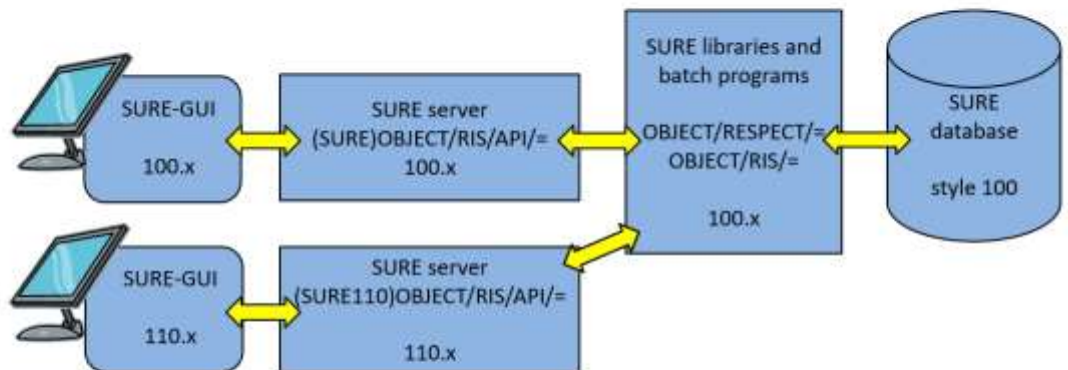 SURE-GUI
100.x
SURE server
(SURE)OBJECT/RIS/API/=
100.x
SURE libraries and
batch programs
OBJECT/RESPECT/=
OBJECT/RIS/=
100.x
SURE
database
style 100
SURE-GUI
110.x
SURE server
(SURE110)OBJECT/RIS/API/=
110.x